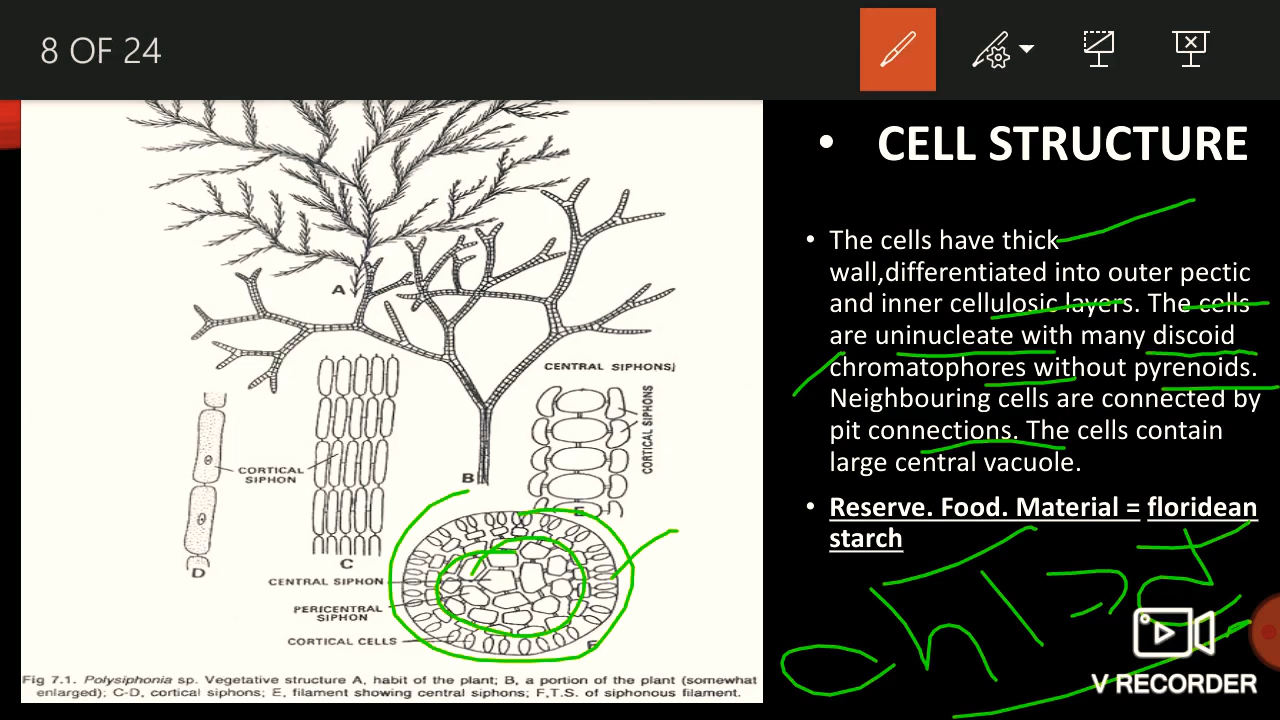 8 OF 24
• CELL STRUCTURE
• The cells have thick
wall,differentiated into outer pectic
and inner cellulosic layers. The cells
are uninucleate with many discoid
chromatophores without pyrenoids.
Neighbouring cells are connected by
pit connections. The cells contain
large central vacuole.
• Reserve. Food. Material = floridean
starch
A
CENTRAL SIPHONS)
CORTICAL SIPHONS
CORTICAL
SIPHON
B
E
C
D
CENTRAL SIPHON
PERICENTRAL
SIPHON
CORTICAL CELLS
F
Fig 7.1. Polysiphonia sp. Vegetative structure A, habit of the plant; B, a portion of the plant (somewhat
enlarged); C-D, cortical siphons; E, filament showing central siphons; F,T.S. of siphonous filament.
V RECORDER